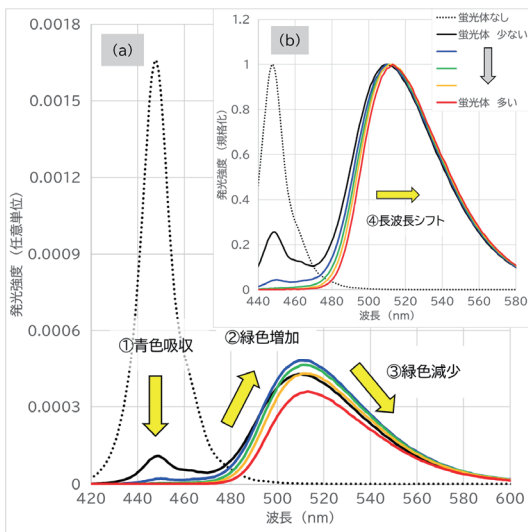 (a)
発光強度（任意単位）
0.0018
0.0015
0.0012
0.0009
0.0006
0.0003
0
420
440
460
480
500
520
540
560
580
600
波長（nm）
①青色吸収
②緑色増加
③緑色減少
(b)
発光強度（規格化）
1.2
1
0.8
0.6
0.4
0.2
0
440
460
480
500
520
540
560
580
波長（nm）
④長波長シフト
蛍光体なし
蛍光体 少ない
蛍光体 多い